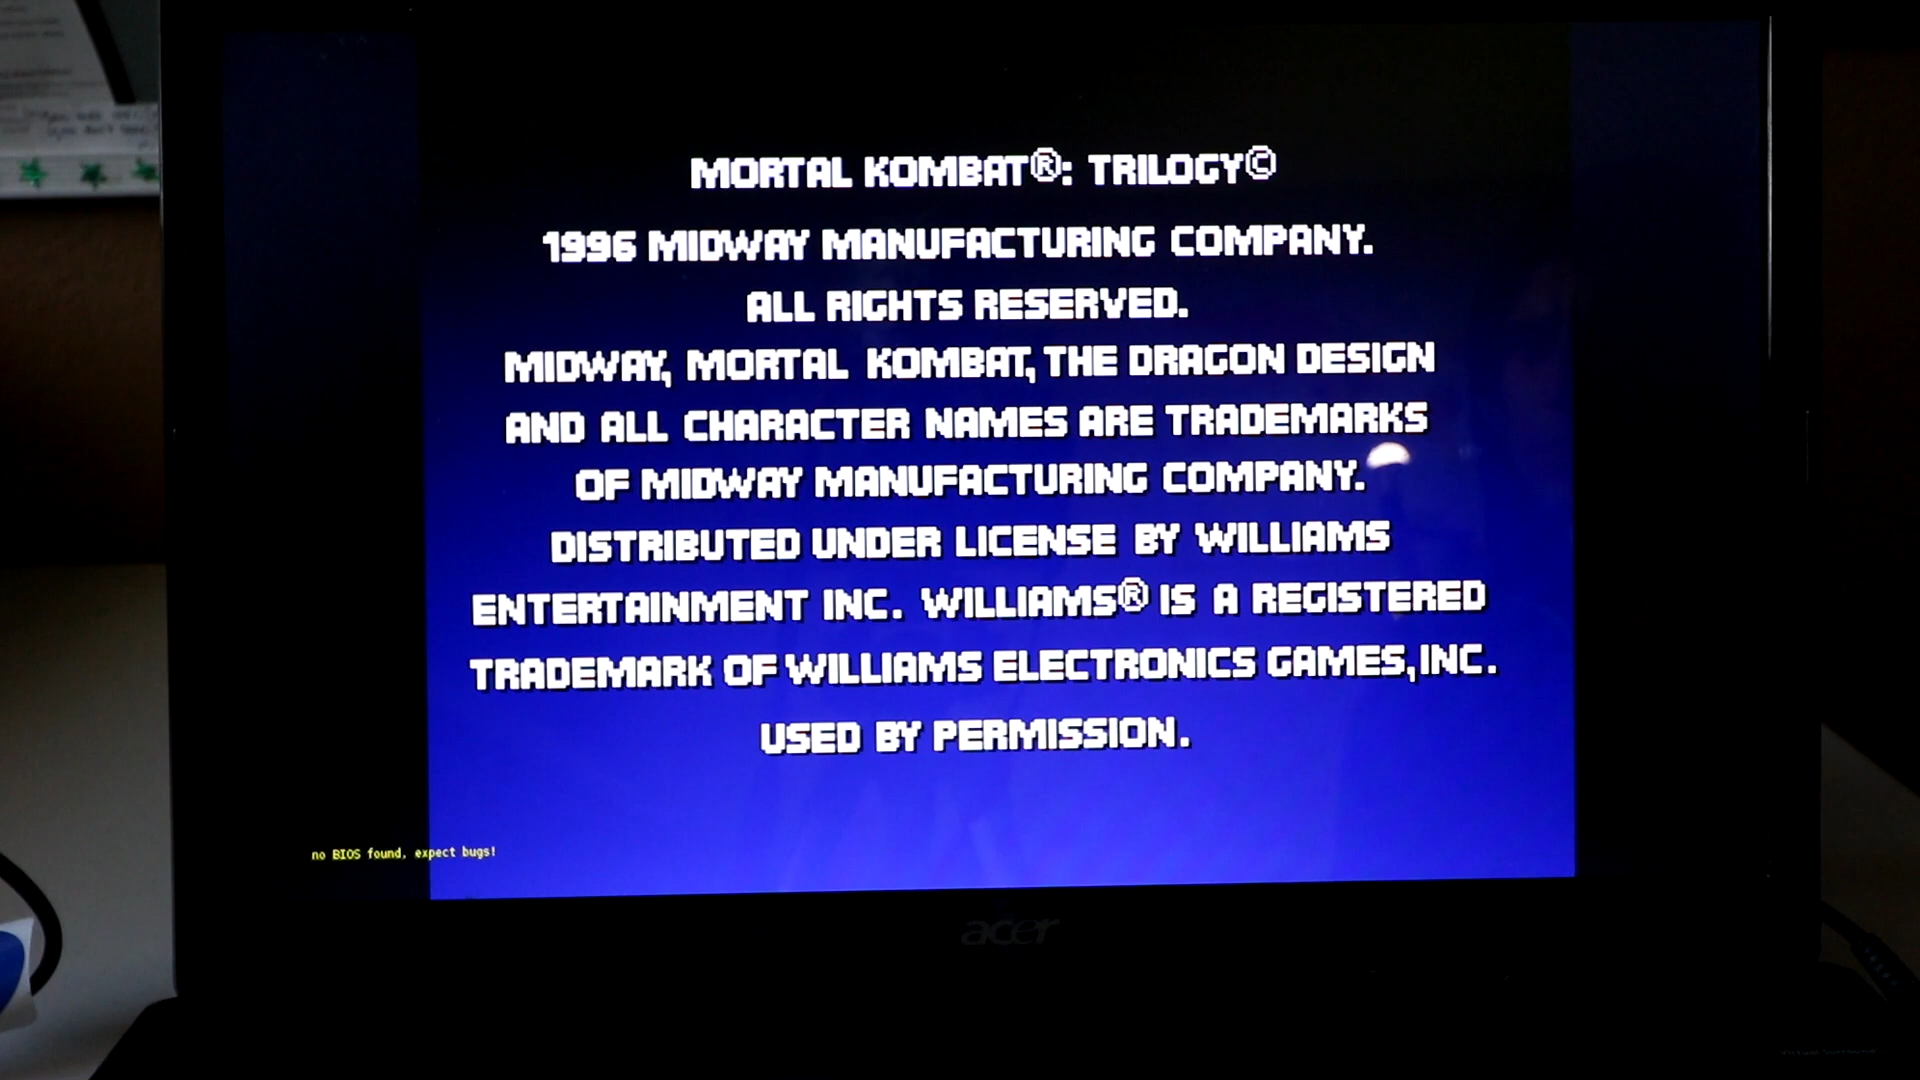 MORTAL KOMBAT®: TRILOGY©
1996 MIDWAY MANUFACTURING COMPANY.
ALL RIGHTS RESERVED.
MIDWAY, MORTAL KOMBAT, THE DRAGON DESIGN
AND ALL CHARACTER NAMES ARE TRADEMARKS
OF MIDWAY MANUFACTURING COMPANY.
DISTRIBUTED UNDER LICENSE BY WILLIAMS
ENTERTAINMENT INC. WILLIAMS® IS A REGISTERED
TRADEMARK OF WILLIAMS ELECTRONICS GAMES, INC.
USED BY PERMISSION.
no BIOS found, expect bugs!
acer